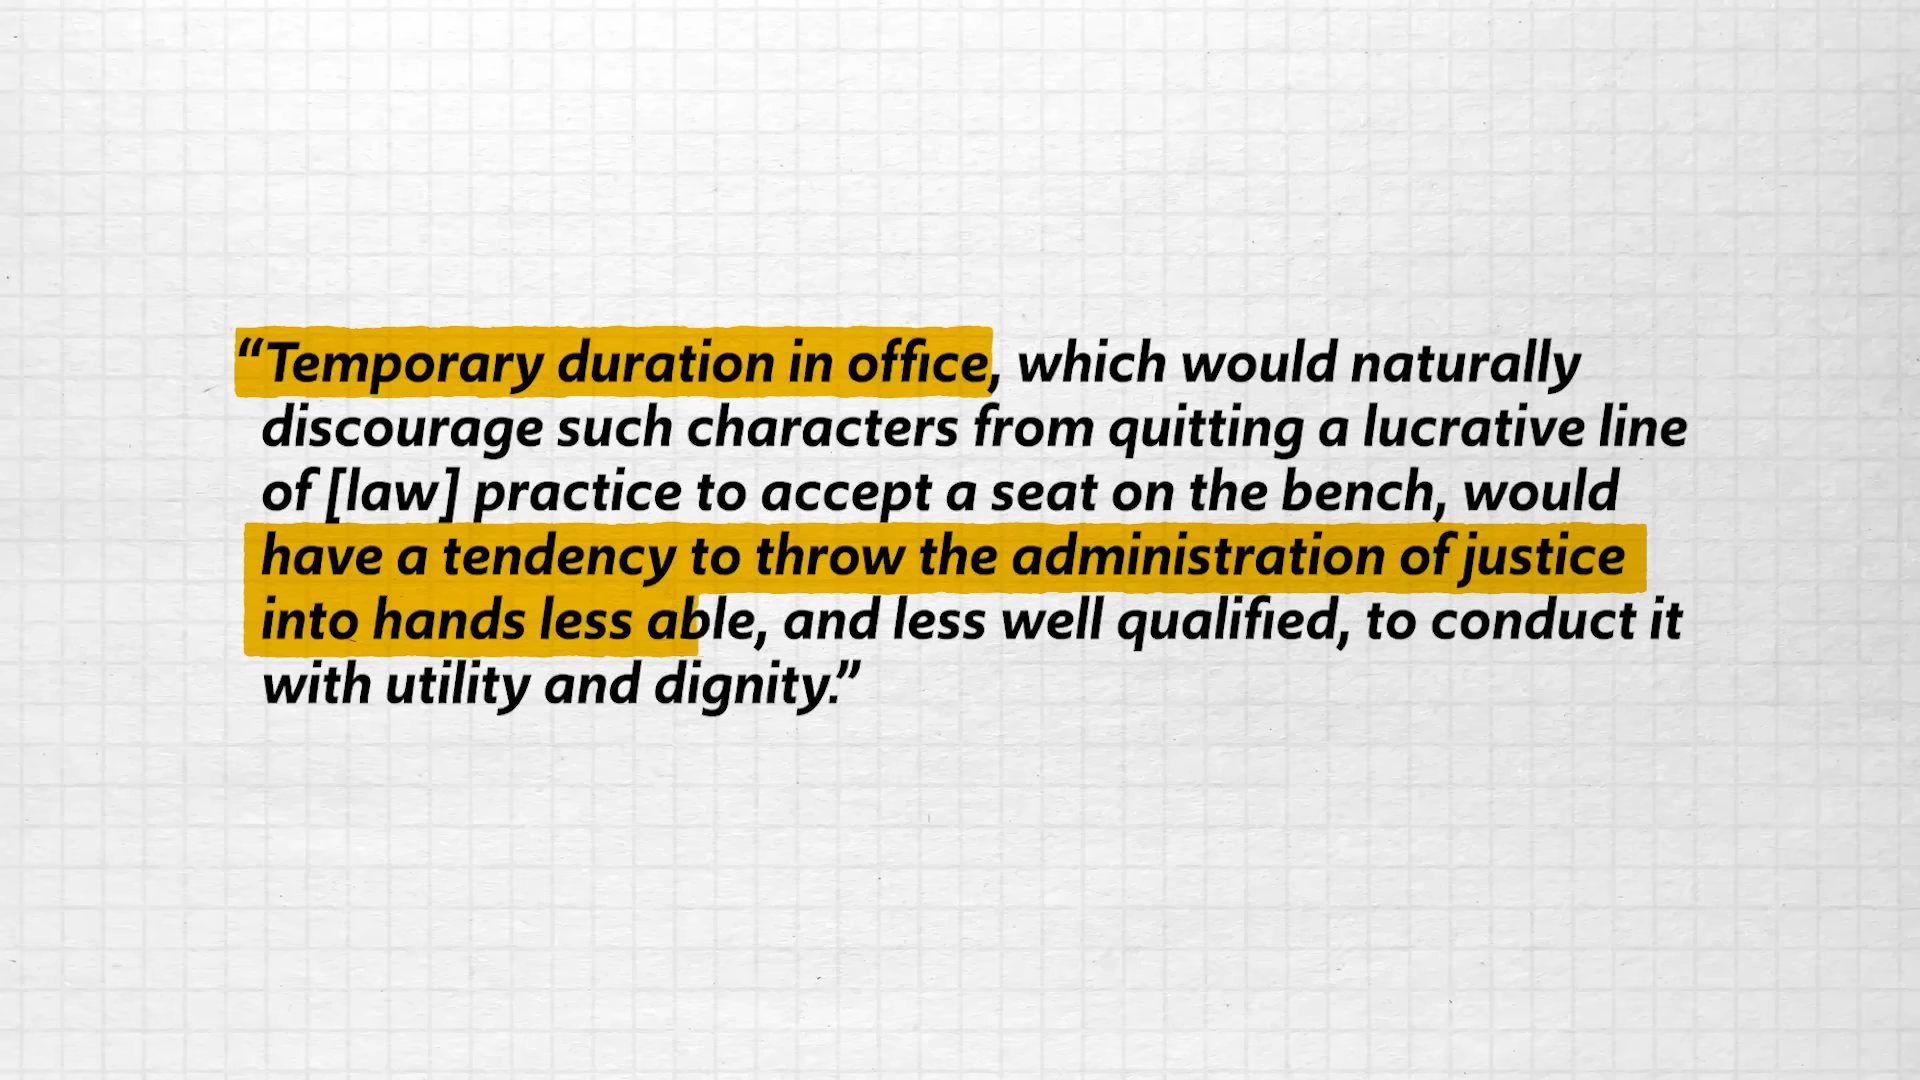 “Temporary duration in office, which would naturally
discourage such characters from quitting a lucrative line
of [law] practice to accept a seat on the bench, would
have a tendency to throw the administration of justice
into hands less able, and less well qualified, to conduct it
with utility and dignity.”